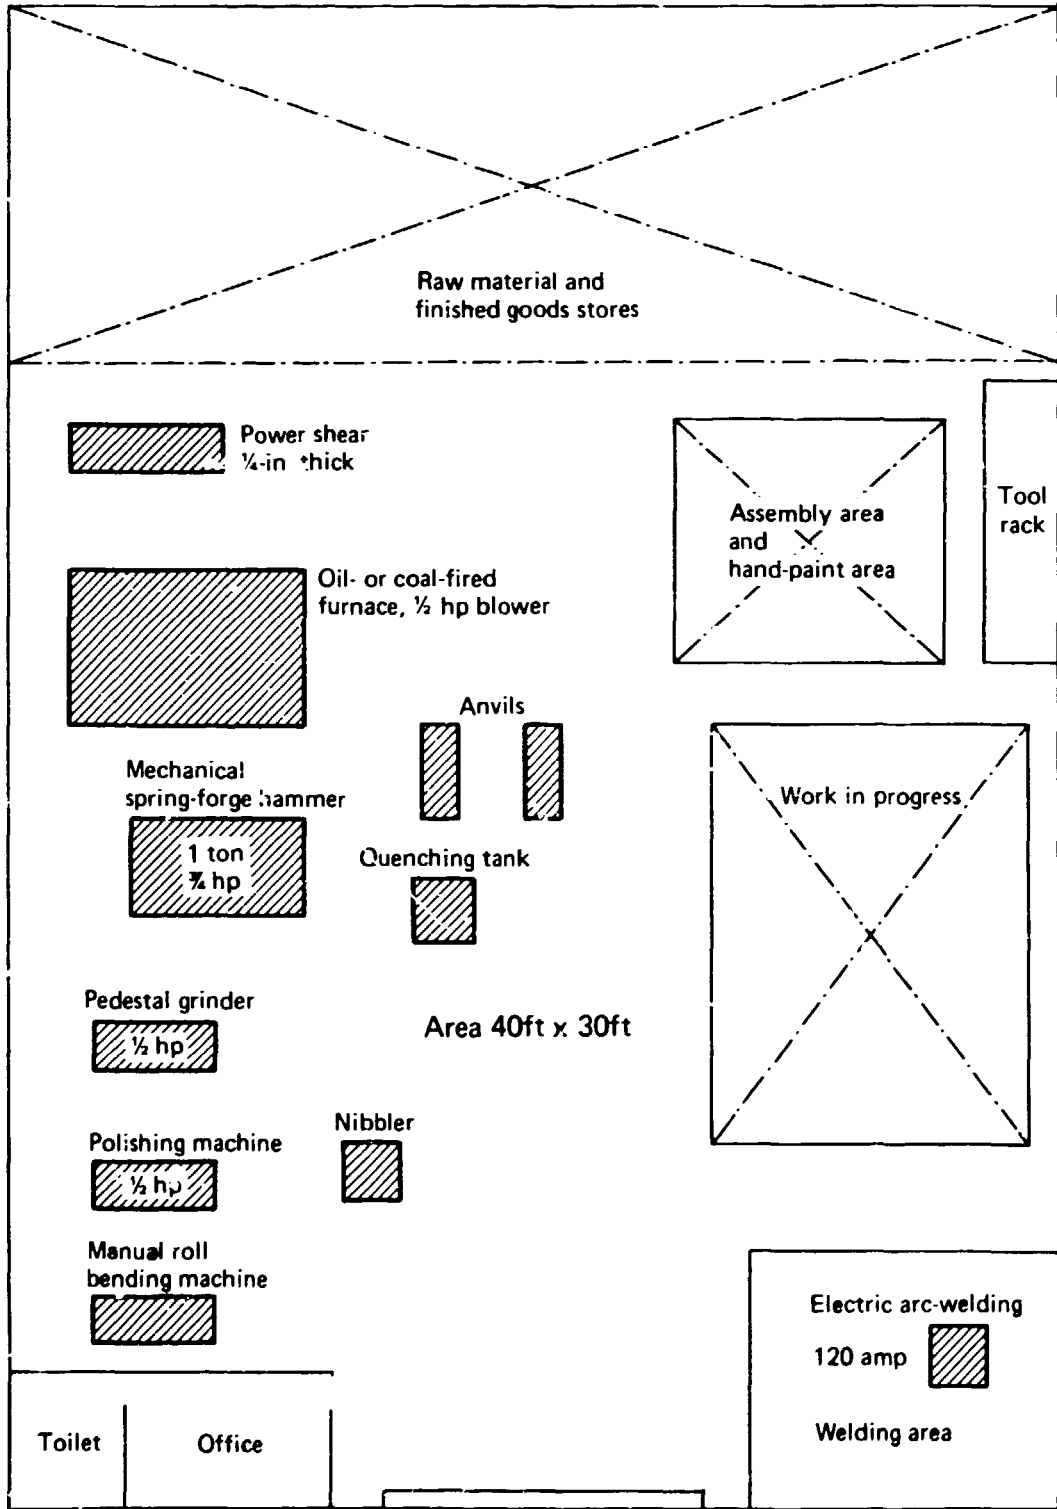 Raw material and
finished goods stores
Power shear
¼-in thick
Assembly area
and
hand-paint area
Tool
rack
Oil- or coal-fired
furnace, ½ hp blower
Anvils
Mechanical
spring-forge hammer
1 ton
¾ hp
Work in progress
Quenching tank
Pedestal grinder
½ hp
Area 40ft x 30ft
Nibbler
Polishing machine
½ hp
Manual roll
bending machine
Electric arc-welding
120 amp
Welding area
Toilet
Office